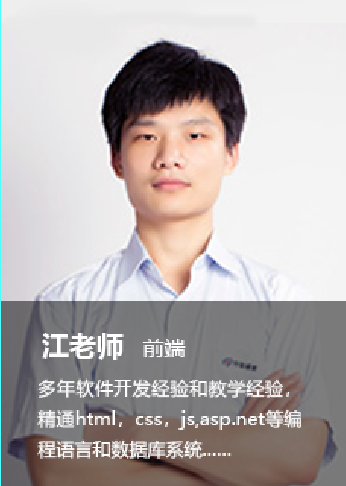 江老师 前端
多年软件开发经验和教学经验，
精通html，css，js,asp.net等编
程语言和数据库系统......